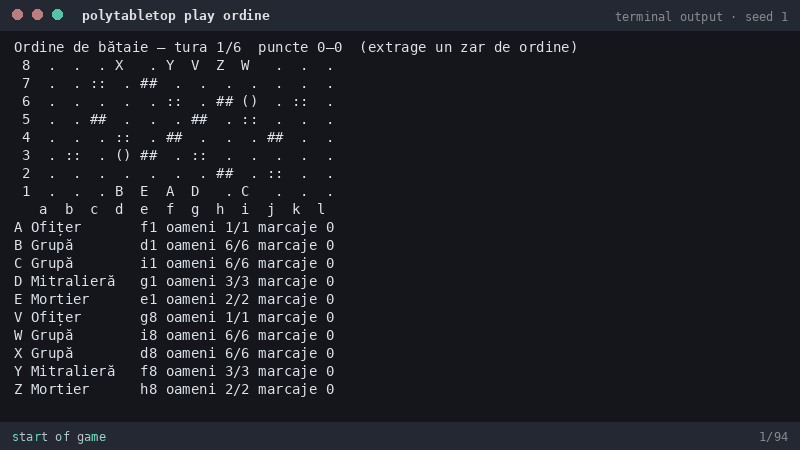 polytabletop play ordine
terminal output · seed 1
Ordine de bătaie — tura 1/6  puncte 0–0  (extrage un zar de ordine)
 8  .  .  . X   . Y  V  Z  W   .  .  .
 7  .  . ::  . ##  .  .  .  .  .  .  .
 6  .  .  .  .  . ::  . ## ()  . ::  .
 5  .  . ##  .  .  . ##  . ::  .  .  .
 4  .  .  . ::  . ##  .  .  . ##  .  .
 3  . ::  . () ##  . ::  .  .  .  .  .
 2  .  .  .  .  .  .  . ##  . ::  .  .
 1  .  .  . B  E  A  D   . C   .  .  .
   a  b  c  d  e  f  g  h  i  j  k  l
A Ofițer       f1 oameni 1/1 marcaje 0
B Grupă        d1 oameni 6/6 marcaje 0
C Grupă        i1 oameni 6/6 marcaje 0
D Mitralieră   g1 oameni 3/3 marcaje 0
E Mortier      e1 oameni 2/2 marcaje 0
V Ofițer       g8 oameni 1/1 marcaje 0
W Grupă        i8 oameni 6/6 marcaje 0
X Grupă        d8 oameni 6/6 marcaje 0
Y Mitralieră   f8 oameni 3/3 marcaje 0
Z Mortier      h8 oameni 2/2 marcaje 0
start of game
1/94